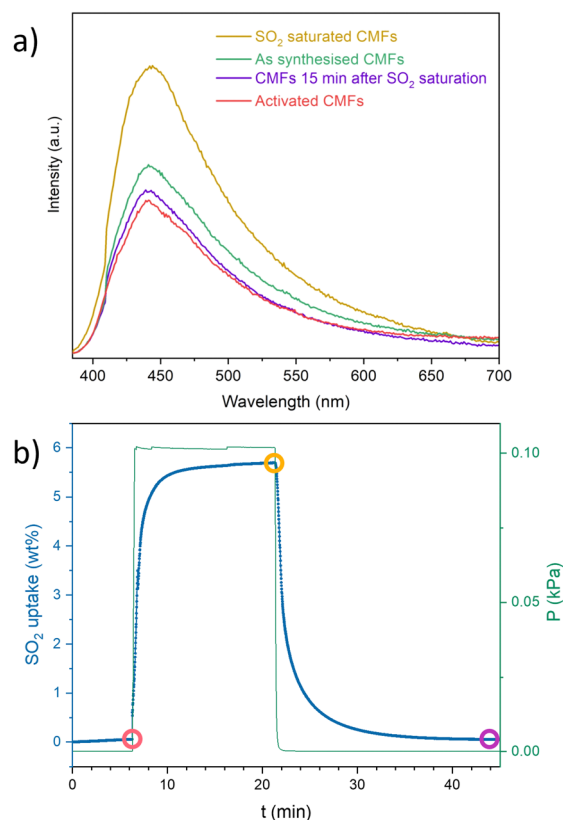 a)
SO₂ saturated CMFs
As synthesised CMFs
CMFs 15 min after SO₂ saturation
Activated CMFs
Intensity (a.u.)
400 450 500 550 600 650 700
Wavelength (nm)
b)
6
5
4
3
2
1
0
SO₂ uptake (wt%)
0.10
0.05
0.00
P (kPa)
0 10 20 30 40
t (min)